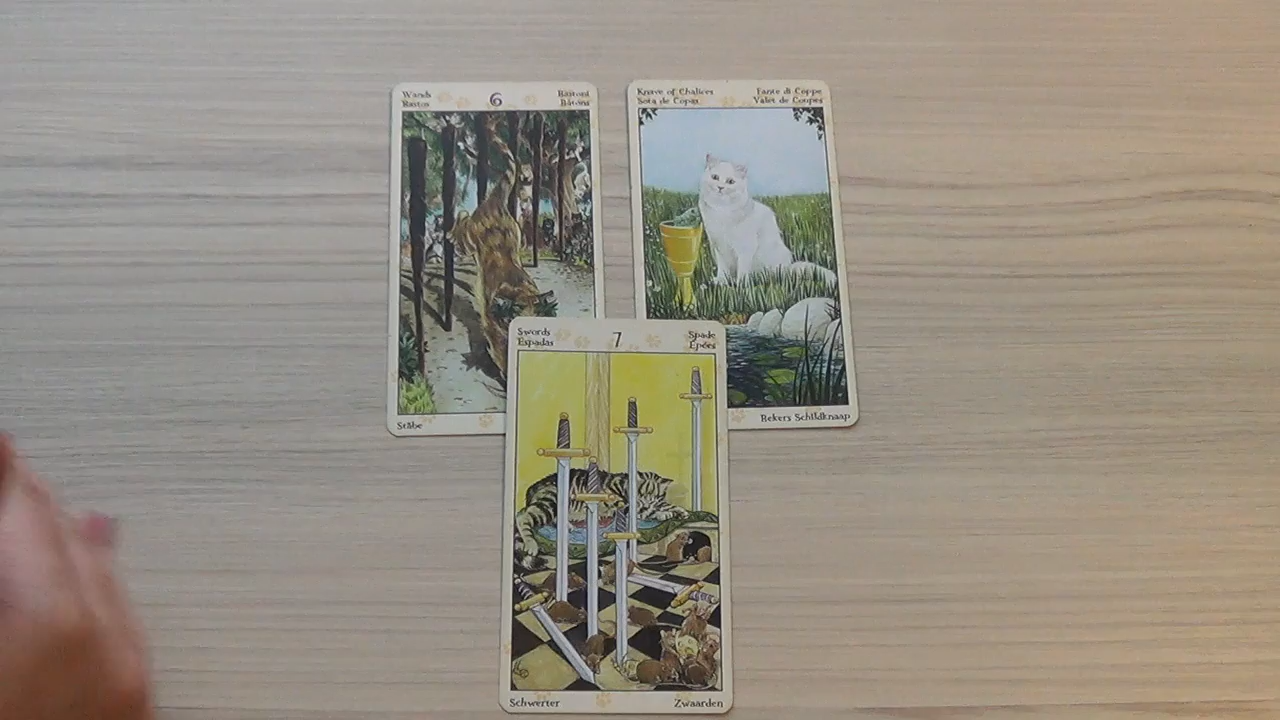 Wands 6 Bastoni
Bastos Bâtons
Stäbe
Knave of Chalices Fante di Coppe
Sota de Copas Valet de Coupes
Bekers Schildknaap
Swords 7 Spade
Espadas Épées
Schwerter Zwaarden